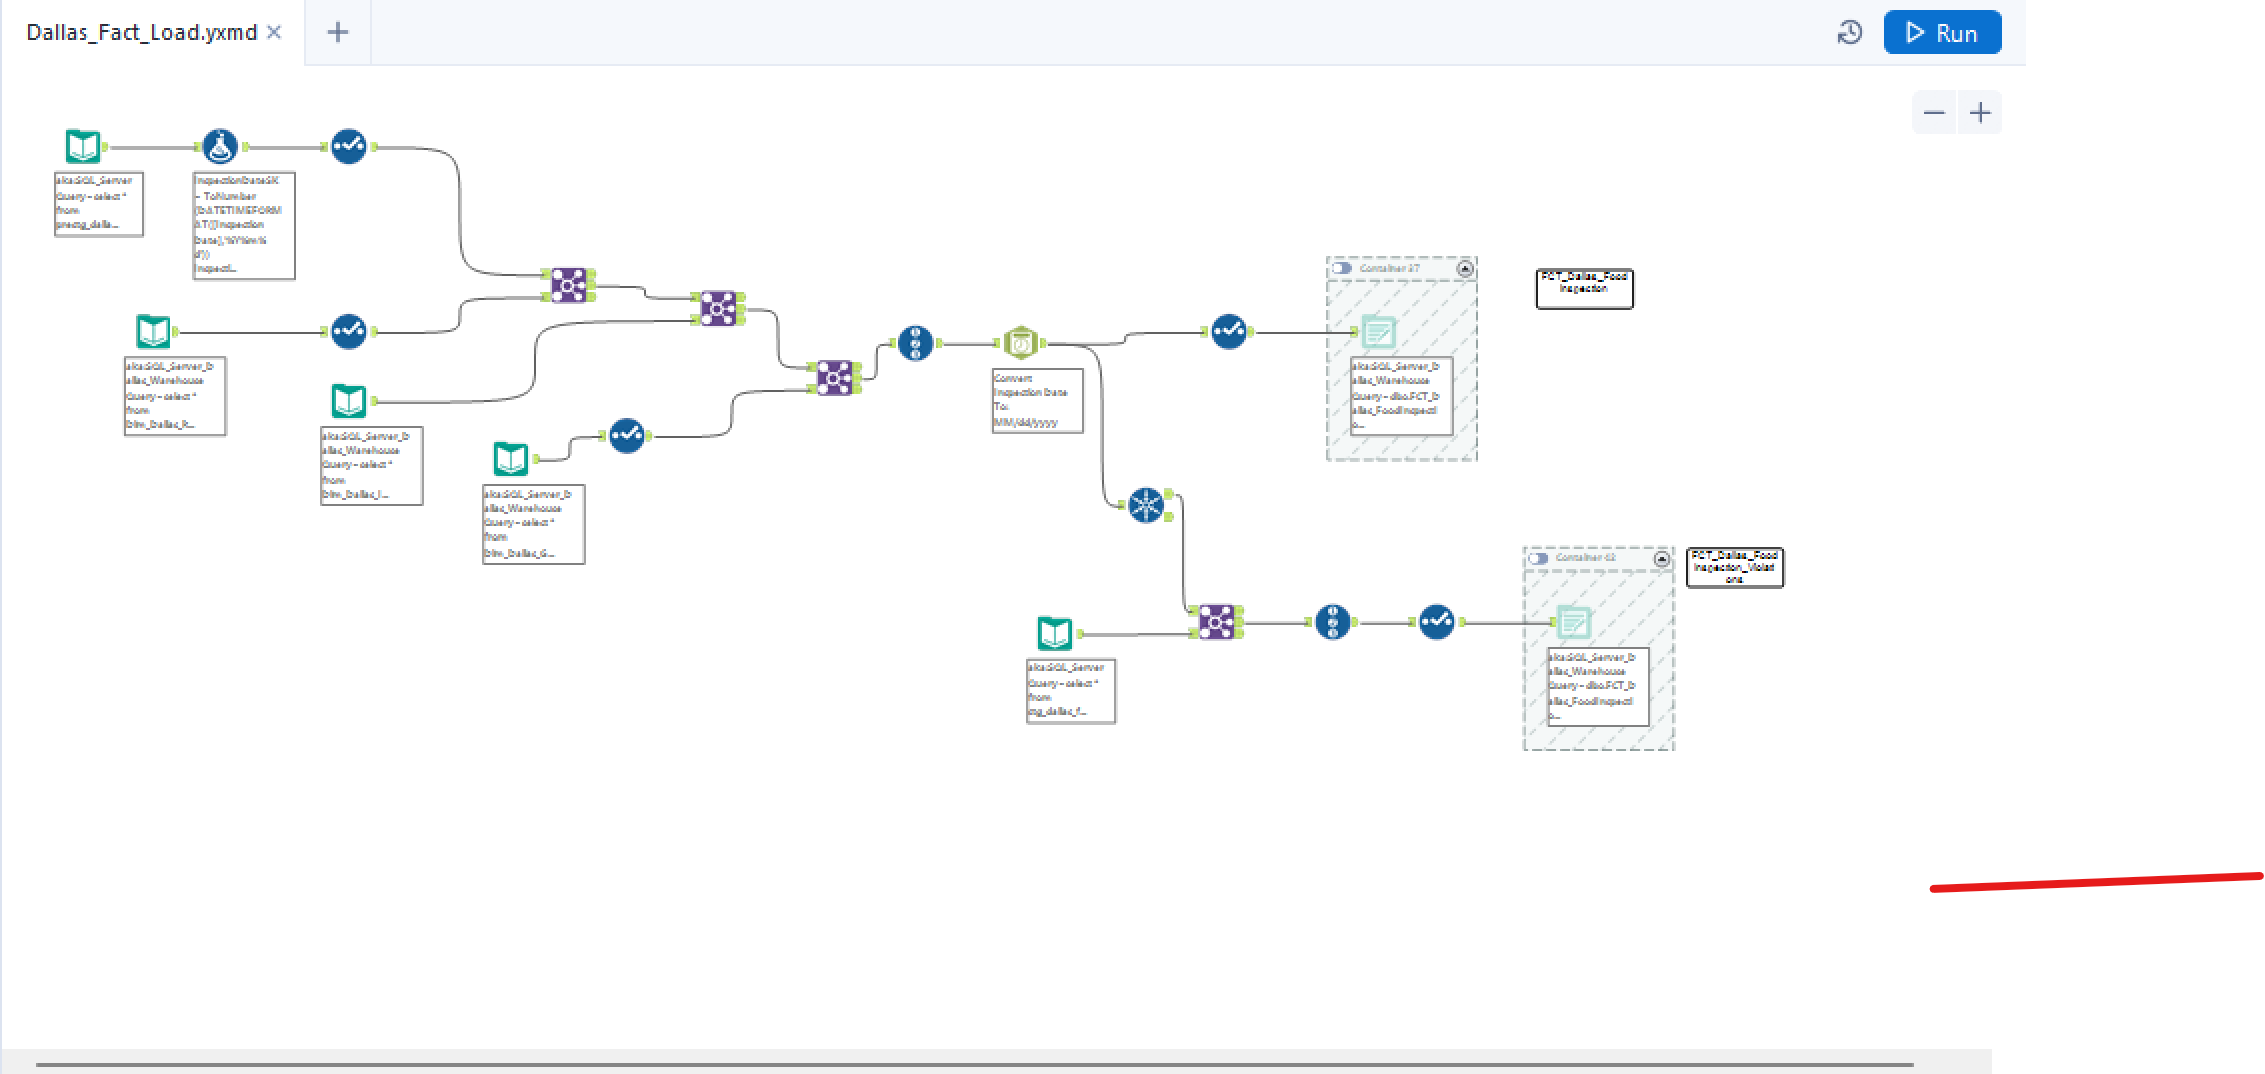 Dallas_Fact_Load.yxmd
Run
aka:SQL_Server
Query - select *
from
prestg_dalla...
InspectionDateSK
= ToNumber
(DATETIMEFORM
AT([Inspection
Date],'%Y%m%
d'))
Inspecti...
aka:SQL_Server_D
allas_Warehouse
Query - select *
from
Dim_Dallas_R...
aka:SQL_Server_D
allas_Warehouse
Query - select *
from
Dim_Dallas_I...
aka:SQL_Server_D
allas_Warehouse
Query - select *
from
Dim_Dallas_G...
Convert
Inspection Date
To:
MM/dd/yyyy
Container 37
aka:SQL_Server_D
allas_Warehouse
Query - dbo.FCT_D
allas_FoodInspecti
o...
FCT_Dallas_Food
Inspection
aka:SQL_Server
Query - select *
from
stg_dallas_f...
aka:SQL_Server_D
allas_Warehouse
Query - dbo.FCT_D
allas_FoodInspecti
o...
FCT_Dallas_Food
Inspection_Violati
ons